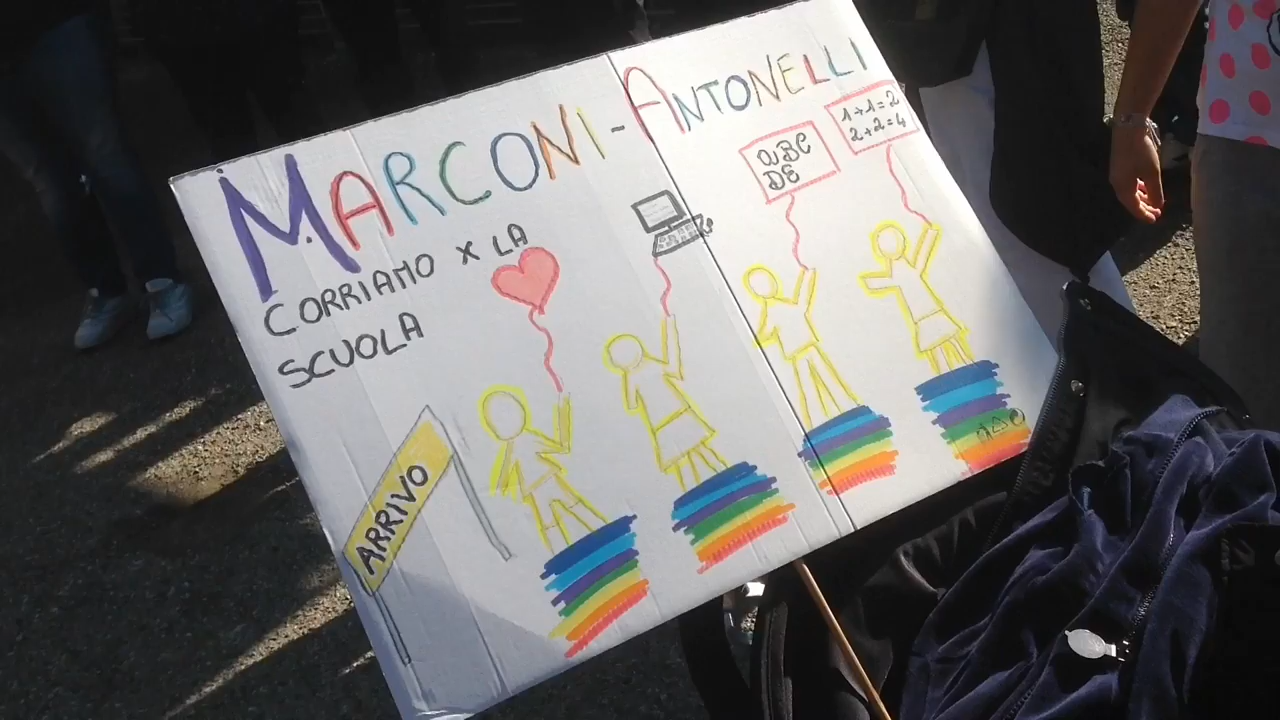 MARCONI-ANTONELLI
CORRIAMO X LA
SCUOLA
ARRIVO
aBC
DE
1+1=2
2+2=4